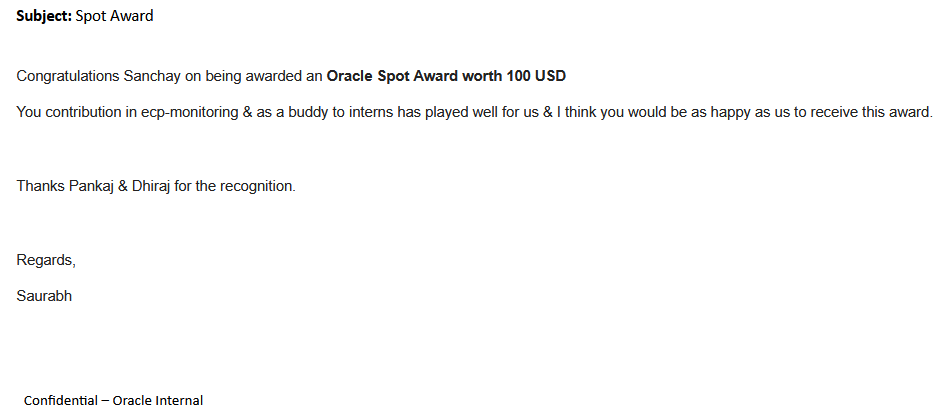 Subject: Spot Award
Congratulations Sanchay on being awarded an Oracle Spot Award worth 100 USD
You contribution in ecp-monitoring & as a buddy to interns has played well for us & I think you would be as happy as us to receive this award.
Thanks Pankaj & Dhiraj for the recognition.
Regards,
Saurabh
Confidential – Oracle Internal